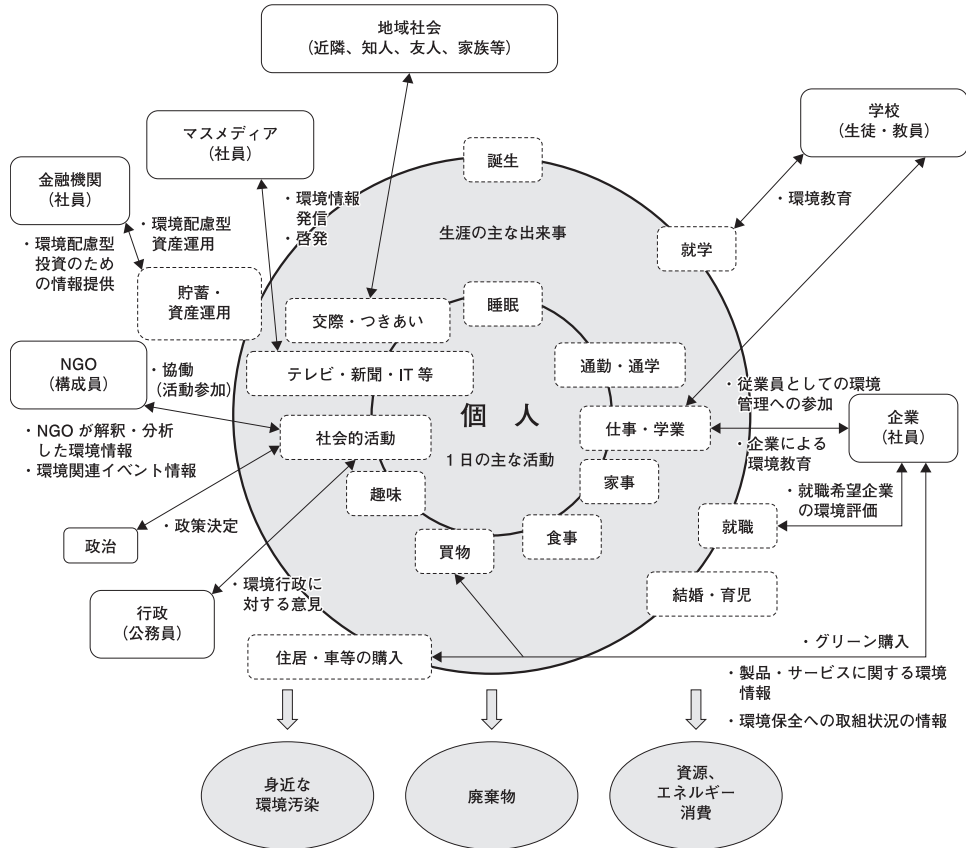 地域社会
（近隣、知人、友人、家族等）
マスメディア
（社員）
金融機関
（社員）
学校
（生徒・教員）
・環境教育
誕生
・環境情報
発信
・啓発
生涯の主な出来事
就学
・環境配慮型
資産運用
・環境配慮型
投資のため
の情報提供
貯蓄・
資産運用
交際・つきあい
睡眠
テレビ・新聞・IT 等
通勤・通学
NGO
（構成員）
・協働
（活動参加）
・NGO が解釈・分析
した環境情報
・環境関連イベント情報
社会的活動
個　人
1 日の主な活動
仕事・学業
・従業員としての環境
管理への参加
・企業による
環境教育
企業
（社員）
・就職希望企業
の環境評価
趣味
家事
食事
買物
就職
政治
・政策決定
行政
（公務員）
・環境行政に
対する意見
結婚・育児
住居・車等の購入
・グリーン購入
・製品・サービスに関する環境
情報
・環境保全への取組状況の情報
身近な
環境汚染
廃棄物
資源、
エネルギー
消費